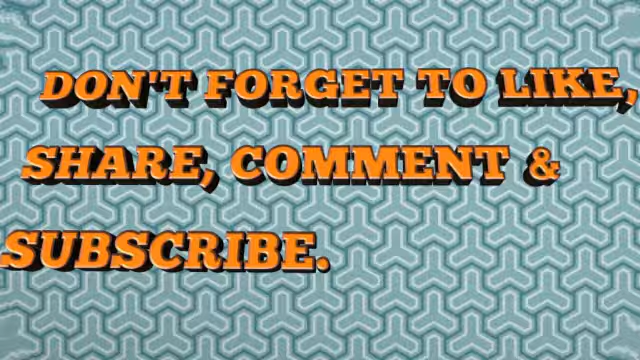 DON'T FORGET TO LIKE,
SHARE, COMMENT &
SUBSCRIBE.